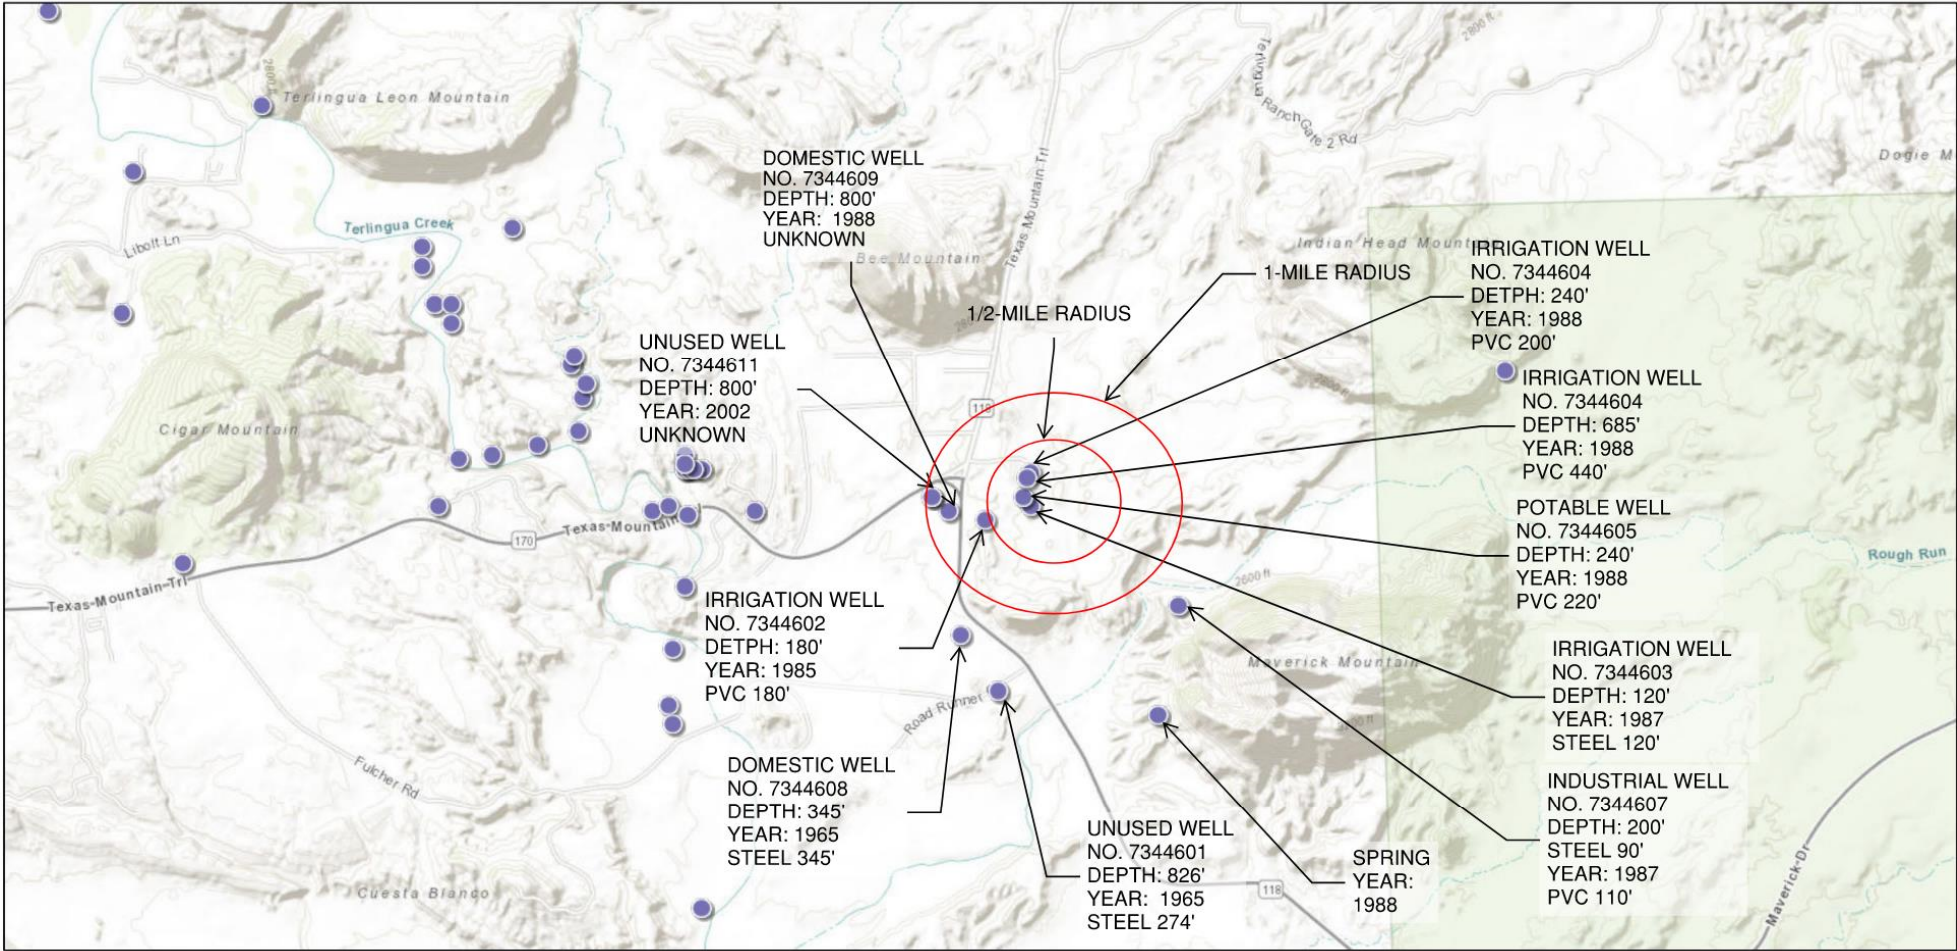 2800 ft
Terlingua Leon Mountain
2800 ft
Terlingua Ranch Gate 2 Rd
Dogie M
Libolt Ln
Terlingua Creek
DOMESTIC WELL
NO. 7344609
DEPTH: 800'
YEAR: 1988
UNKNOWN
Bee Mountain
Texas Mountain Trl
Indian Head Mount
1-MILE RADIUS
IRRIGATION WELL
NO. 7344604
DETPH: 240'
YEAR: 1988
PVC 200'
1/2-MILE RADIUS
UNUSED WELL
NO. 7344611
DEPTH: 800'
YEAR: 2002
UNKNOWN
IRRIGATION WELL
NO. 7344604
DEPTH: 685'
YEAR: 1988
PVC 440'
118
Cigar Mountain
POTABLE WELL
NO. 7344605
DEPTH: 240'
YEAR: 1988
PVC 220'
170
Texas-Mountain
Rough Run
2600 ft
Texas-Mountain-Trl
IRRIGATION WELL
NO. 7344602
DETPH: 180'
YEAR: 1985
PVC 180'
Maverick Mountain
IRRIGATION WELL
NO. 7344603
DEPTH: 120'
YEAR: 1987
STEEL 120'
Road Runner
Fulcher Rd
DOMESTIC WELL
NO. 7344608
DEPTH: 345'
YEAR: 1965
STEEL 345'
INDUSTRIAL WELL
NO. 7344607
DEPTH: 200'
STEEL 90'
YEAR: 1987
PVC 110'
UNUSED WELL
NO. 7344601
DEPTH: 826'
YEAR: 1965
STEEL 274'
SPRING
YEAR:
1988
118
Cuesta Blanco
Maverick-Dr